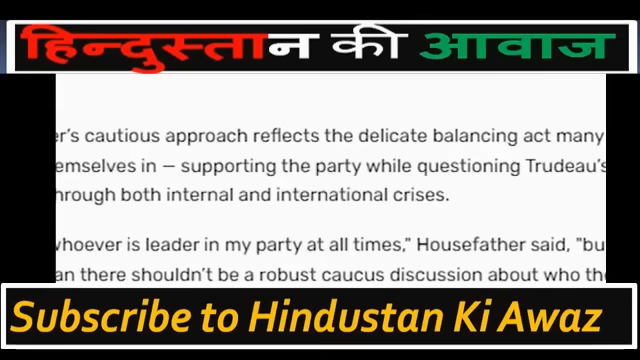 हिन्दुस्तान की आवाज
er's cautious approach reflects the delicate balancing act many
emselves in — supporting the party while questioning Trudeau's
hrough both internal and international crises.
whoever is leader in my party at all times," Housefather said, "bu
an there shouldn't be a robust caucus discussion about who the
Subscribe to Hindustan Ki Awaz